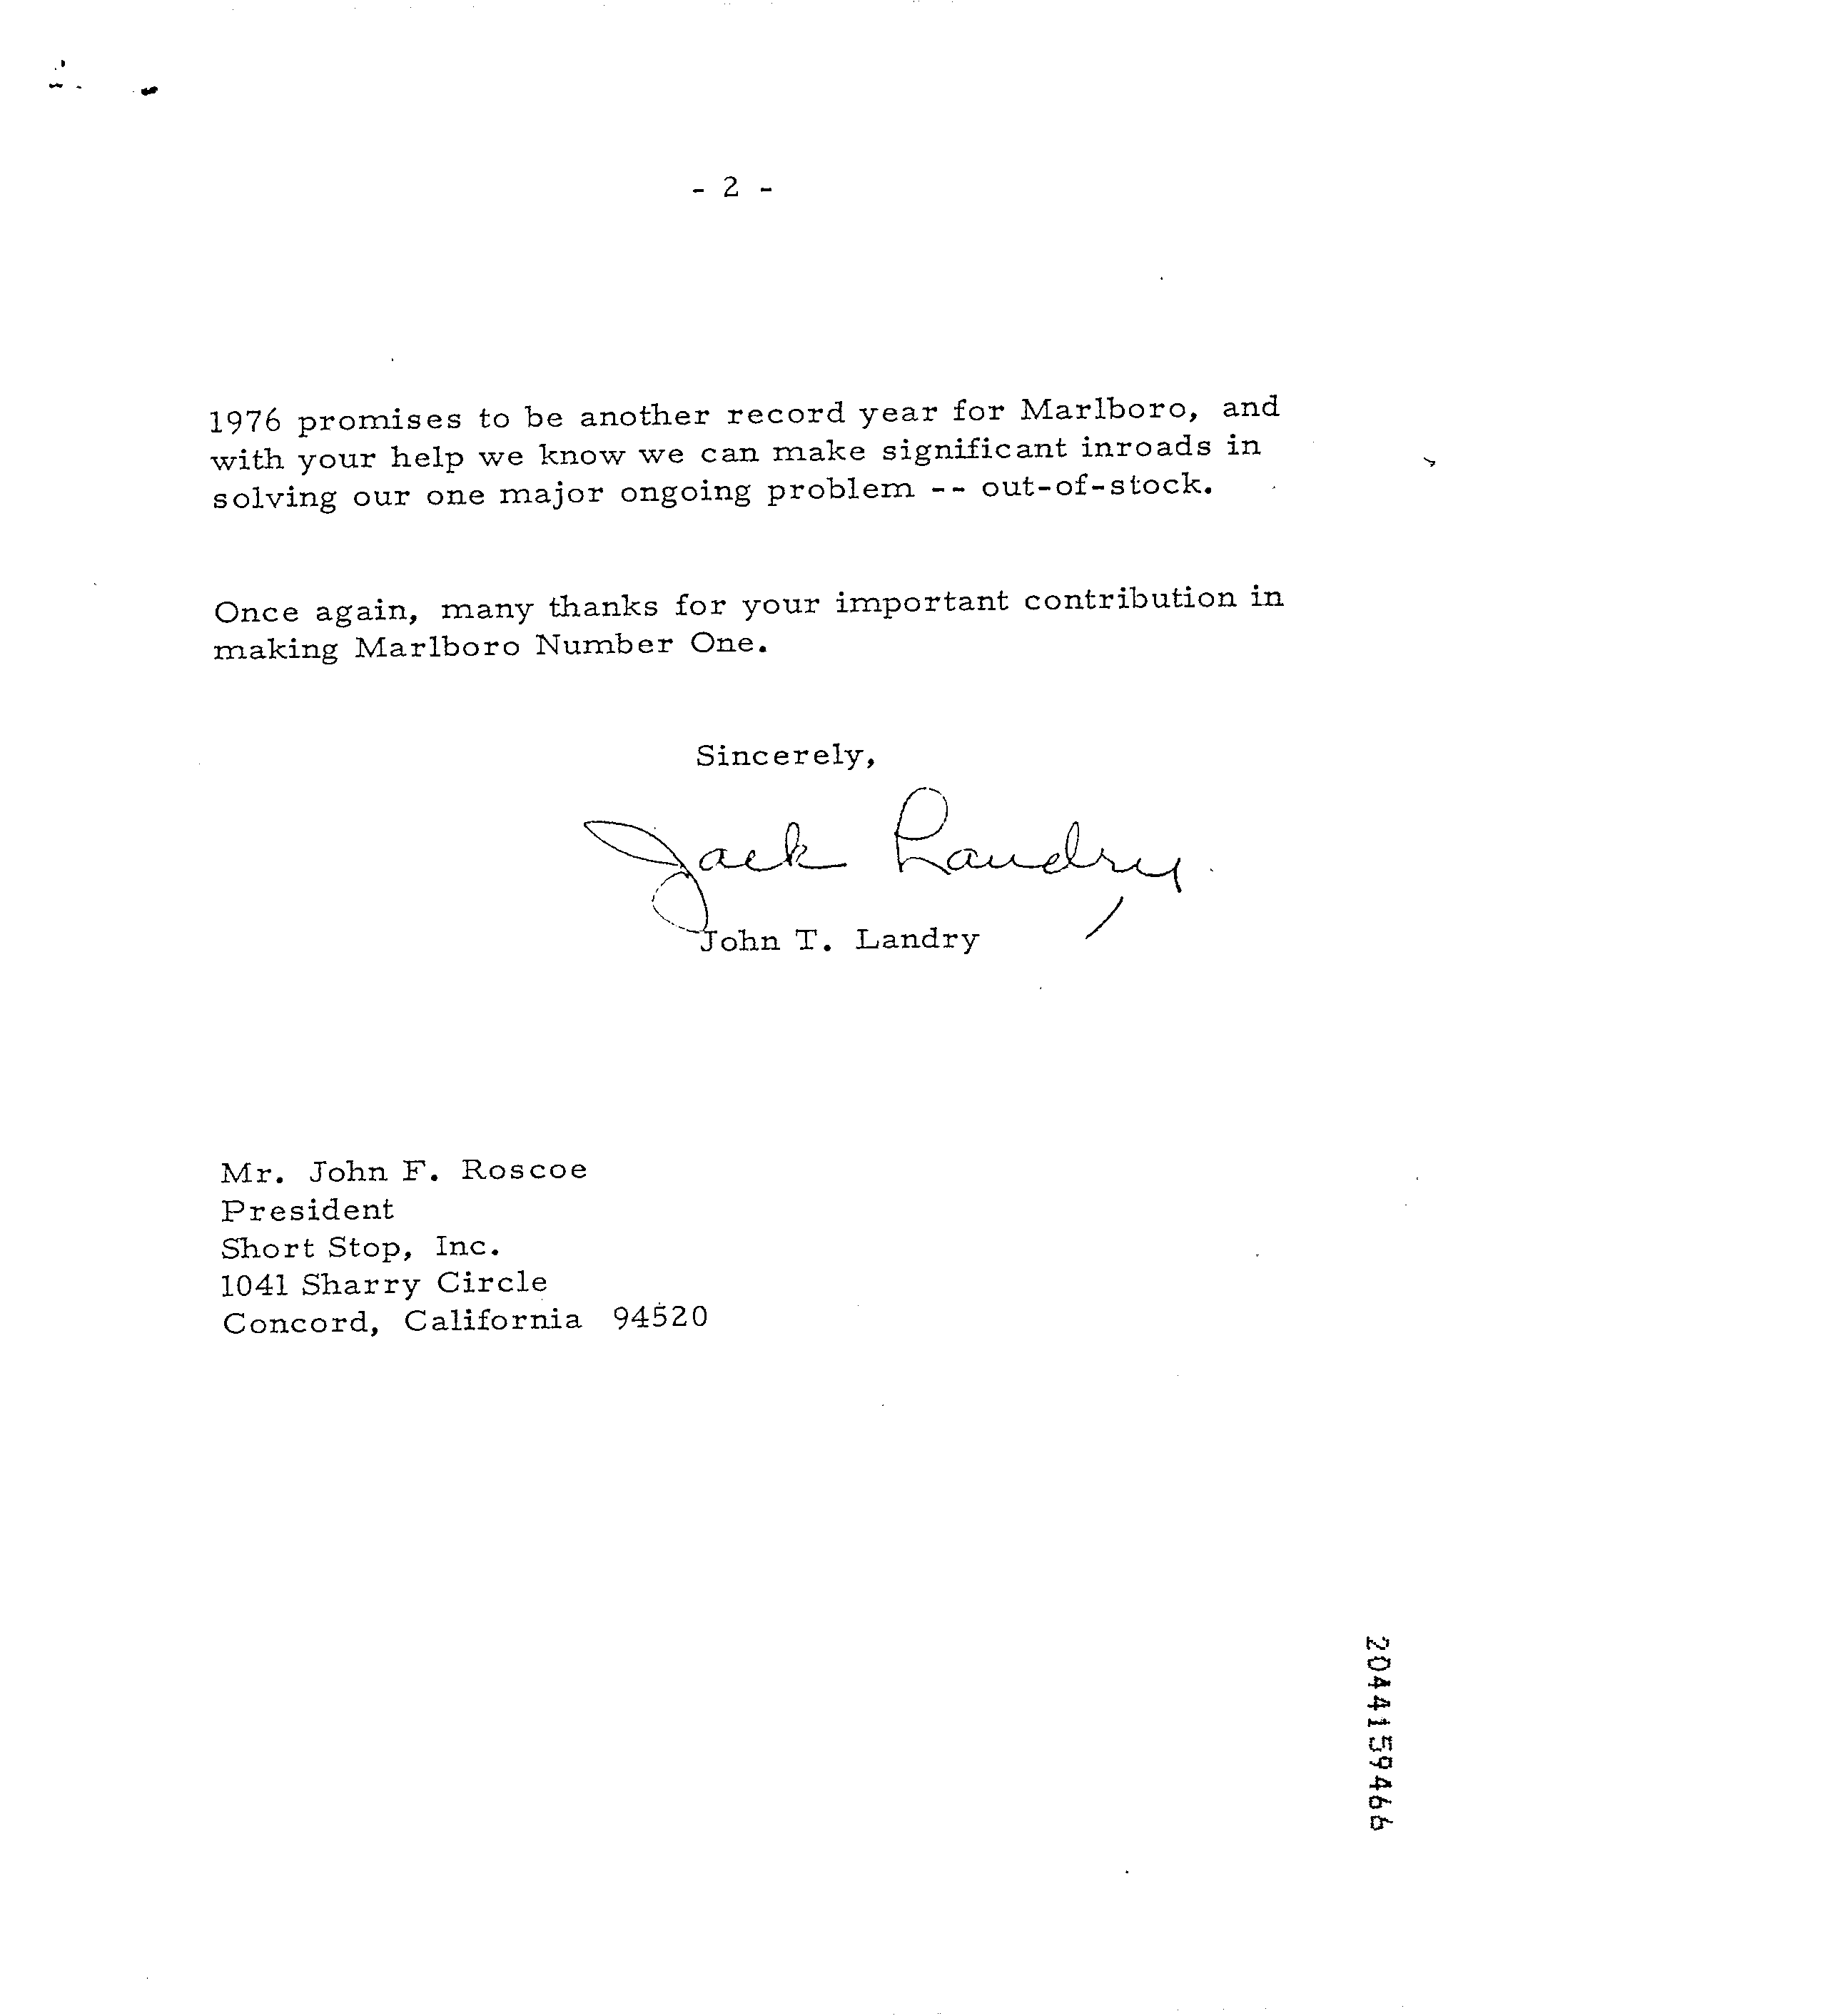 - 2 -
1976 promises to be another record year for Marlboro, and
with your help we know we can make significant inroads in
solving our one major ongoing problem -- out-of-stock.
Once again, many thanks for your important contribution in
making Marlboro Number One.
Sincerely,
Jack Landry
John T. Landry
Mr. John F. Roscoe
President
Short Stop, Inc.
1041 Sharry Circle
Concord, California 94520
2044159466